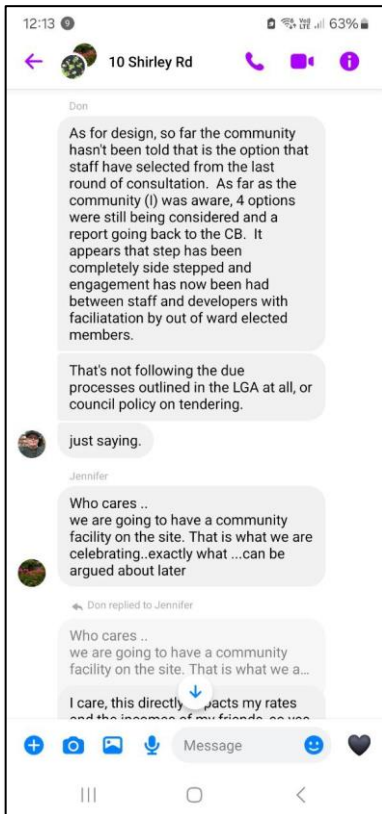 12:13 9 Vo) LTE 63%
10 Shirley Rd
Don
As for design, so far the community
hasn't been told that is the option that
staff have selected from the last
round of consultation. As far as the
community (I) was aware, 4 options
were still being considered and a
report going back to the CB. It
appears that step has been
completely side stepped and
engagement has now been had
between staff and developers with
faciliatation by out of ward elected
members.
That's not following the due
processes outlined in the LGA at all, or
council policy on tendering.
just saying.
Jennifer
Who cares ..
we are going to have a community
facility on the site. That is what we are
celebrating..exactly what ...can be
argued about later
Don replied to Jennifer
Who cares ..
we are going to have a community
facility on the site. That is what we a...
I care, this directly pacts my rates
and the incomes of my friends, so yes
Message